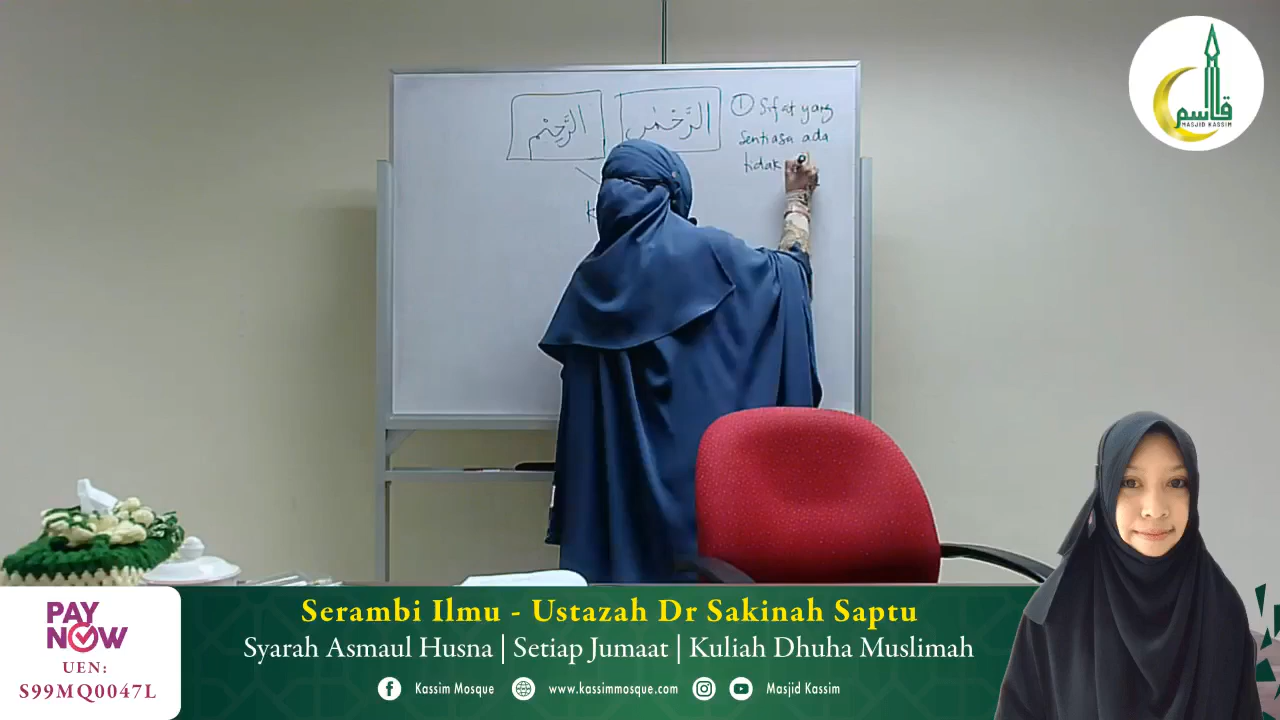 الرَّحْمٰن
الرَّحِيْم
① Sifat yang
sentiasa ada
tidak
K
قاسم
MASJID KASSIM
PAY
NOW
UEN:
S99MQ0047L
Serambi Ilmu - Ustazah Dr Sakinah Saptu
Syarah Asmaul Husna | Setiap Jumaat | Kuliah Dhuha Muslimah
Kassim Mosque www.kassimmosque.com Masjid Kassim